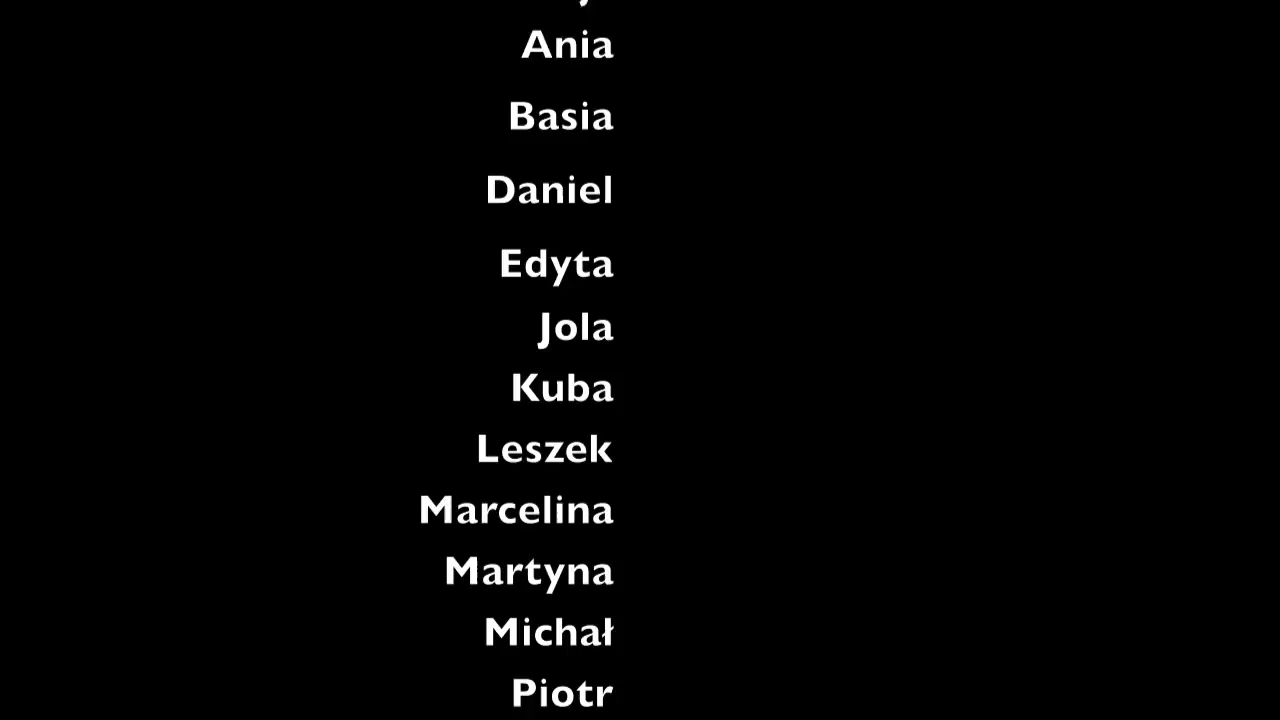 Ania
Basia
Daniel
Edyta
Jola
Kuba
Leszek
Marcelina
Martyna
Michał
Piotr